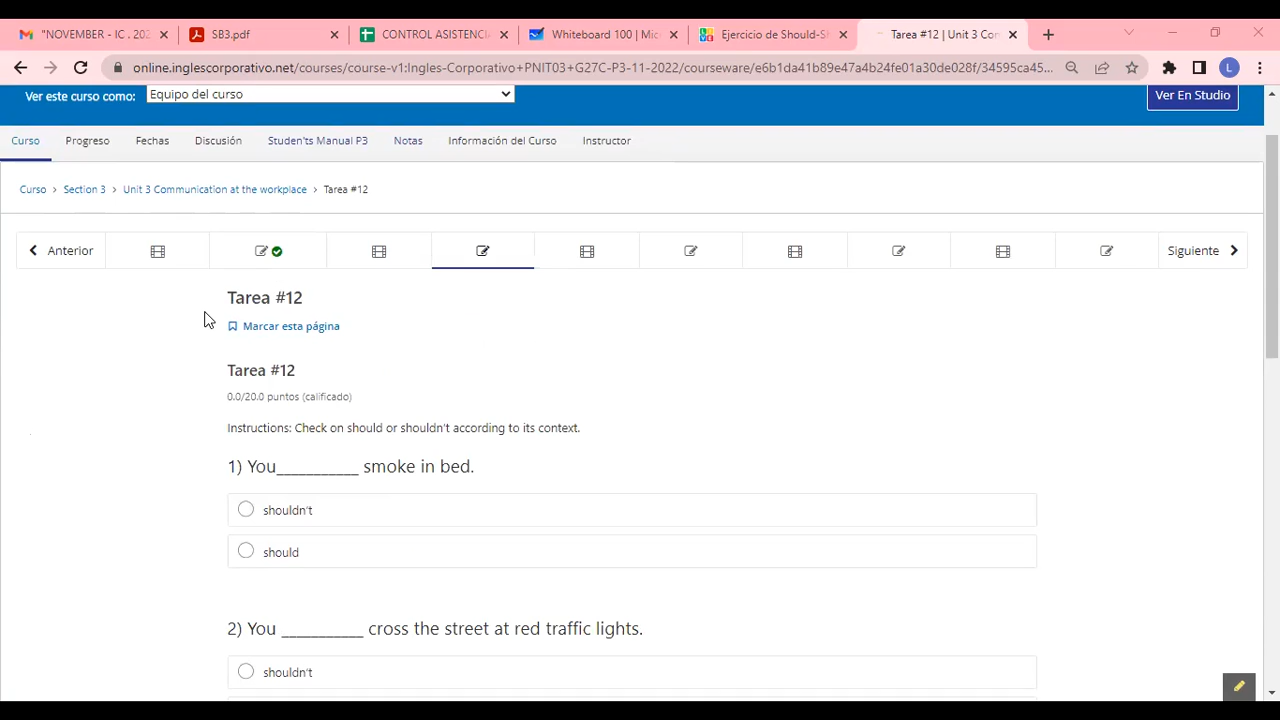 "NOVEMBER - IC . 202
SB3.pdf
CONTROL ASISTENCI
Whiteboard 100 | Mic
Ejercicio de Should-Sh
Tarea #12 | Unit 3 Com
online.inglescorporativo.net/courses/course-v1:Ingles-Corporativo+PNIT03+G27C-P3-11-2022/courseware/e6b1da41b89e47a4b24fe01a30de028f/34595ca45...
L
Ver este curso como:
Equipo del curso
Ver En Studio
Curso
Progreso
Fechas
Discusión
Studen'ts Manual P3
Notas
Información del Curso
Instructor
Curso > Section 3 > Unit 3 Communication at the workplace > Tarea #12
Anterior
Siguiente
Tarea #12
Marcar esta página
Tarea #12
0.0/20.0 puntos (calificado)
Instructions: Check on should or shouldn't according to its context.
1) You__________ smoke in bed.
shouldn't
should
2) You __________ cross the street at red traffic lights.
shouldn't